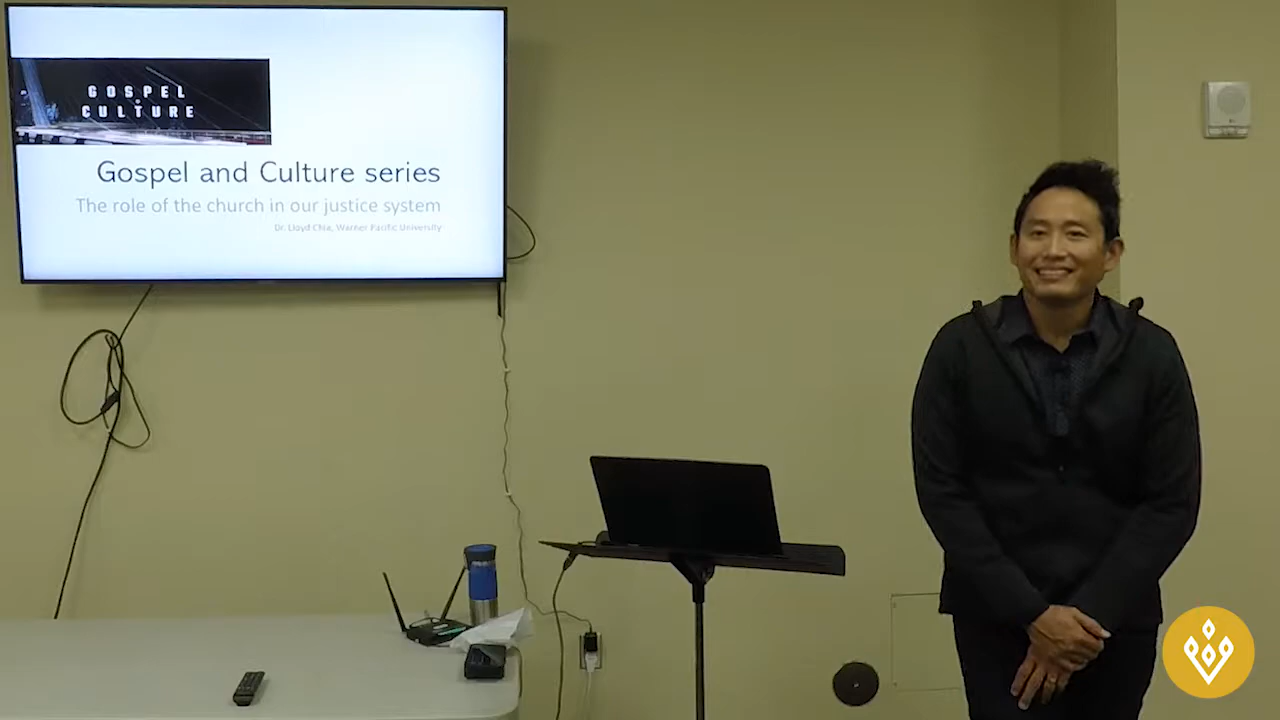 GOSPEL
CULTURE
Gospel and Culture series
The role of the church in our justice system
Dr. Lloyd Chia, Warner Pacific University